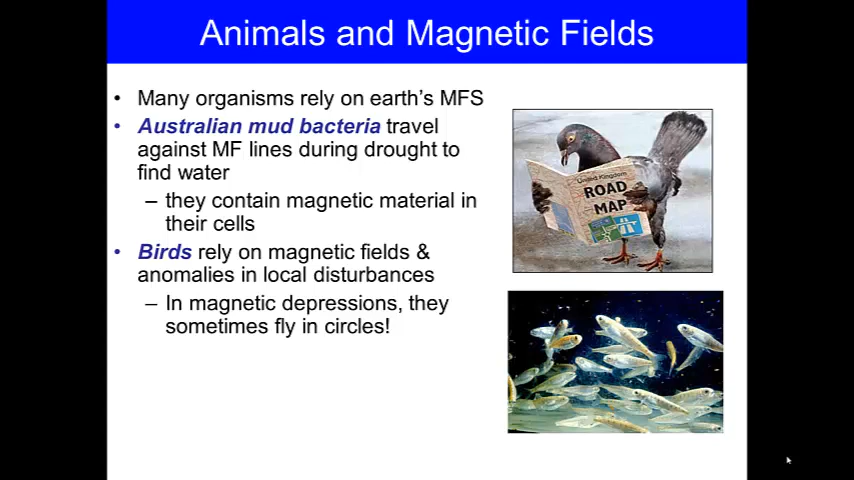 Animals and Magnetic Fields
• Many organisms rely on earth's MFS
• Australian mud bacteria travel
against MF lines during drought to
find water
– they contain magnetic material in
their cells
• Birds rely on magnetic fields &
anomalies in local disturbances
– In magnetic depressions, they
sometimes fly in circles!
United Kingdom
ROAD
MAP